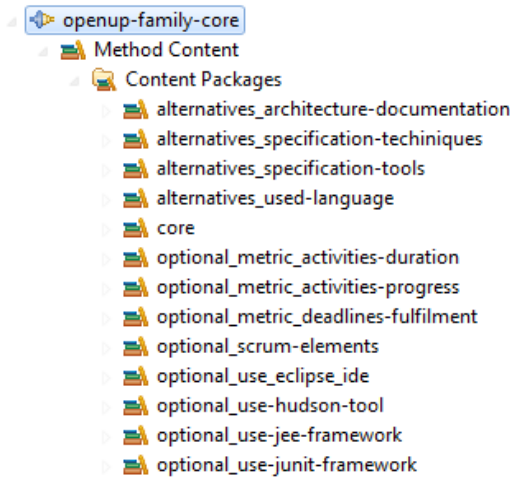 openup-family-core
Method Content
Content Packages
alternatives_architecture-documentation
alternatives_specification-techiniques
alternatives_specification-tools
alternatives_used-language
core
optional_metric_activities-duration
optional_metric_activities-progress
optional_metric_deadlines-fulfilment
optional_scrum-elements
optional_use_eclipse_ide
optional_use-hudson-tool
optional_use-jee-framework
optional_use-junit-framework